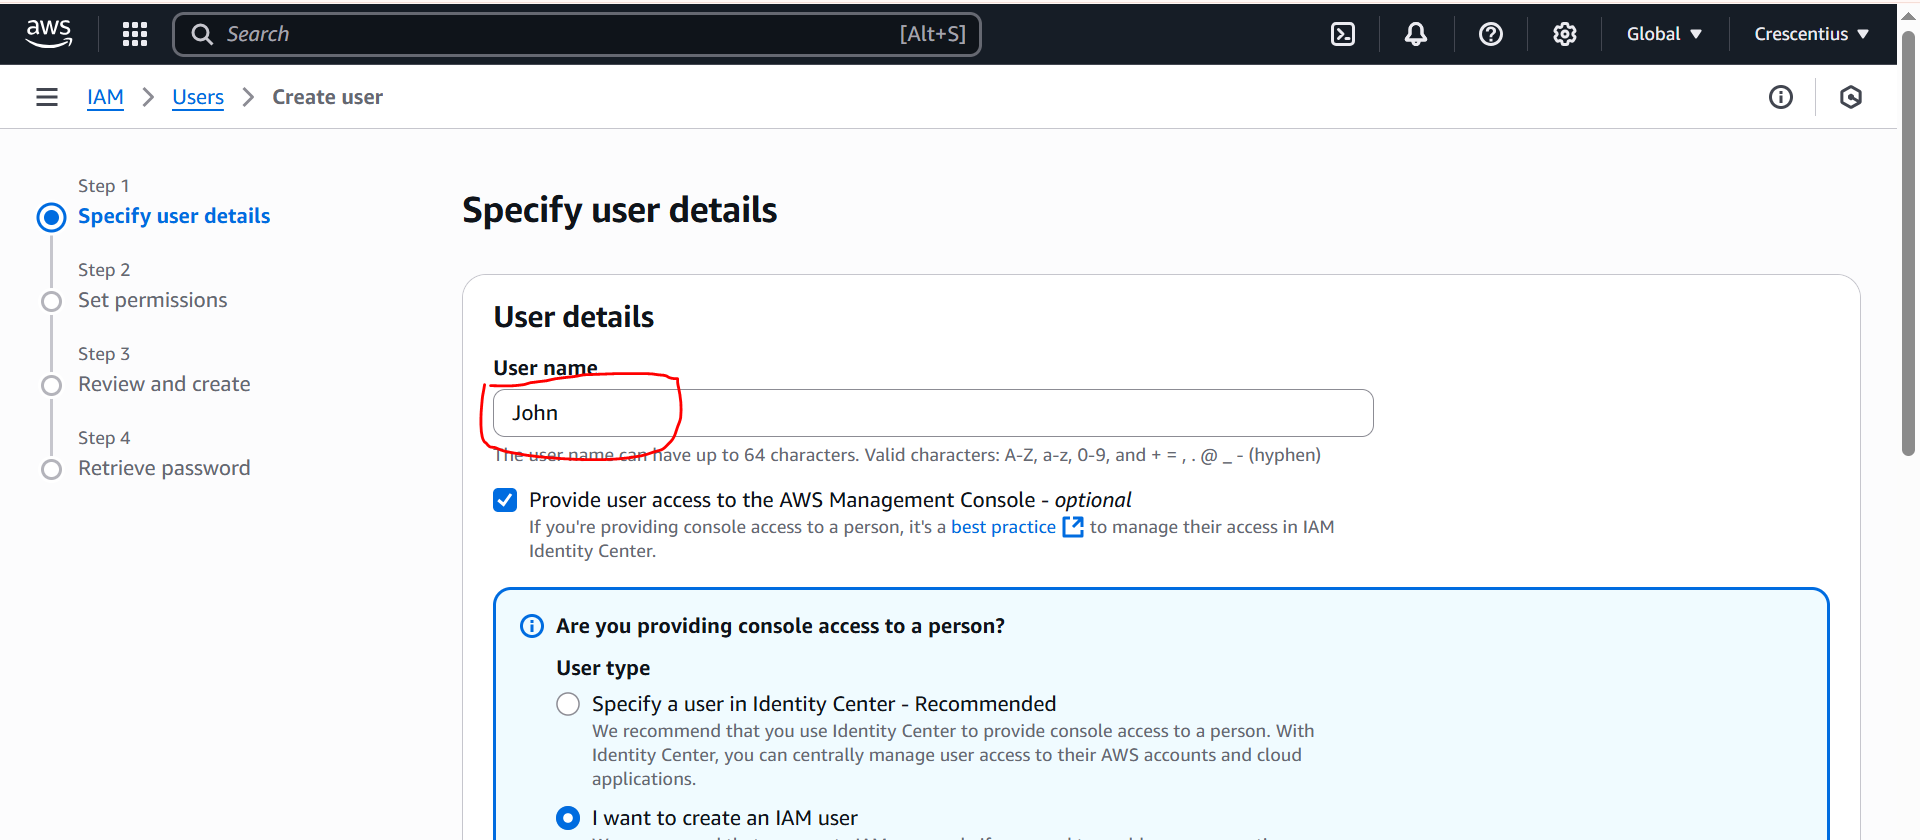 aws
Search [Alt+S]
Global
Crescentius
IAM
Users
Create user
Step 1
Specify user details
Step 2
Set permissions
Step 3
Review and create
Step 4
Retrieve password
Specify user details
User details
User name
John
The user name can have up to 64 characters. Valid characters: A-Z, a-z, 0-9, and + = , . @ _ - (hyphen)
Provide user access to the AWS Management Console - optional
If you're providing console access to a person, it's a best practice to manage their access in IAM
Identity Center.
Are you providing console access to a person?
User type
Specify a user in Identity Center - Recommended
We recommend that you use Identity Center to provide console access to a person. With
Identity Center, you can centrally manage user access to their AWS accounts and cloud
applications.
I want to create an IAM user